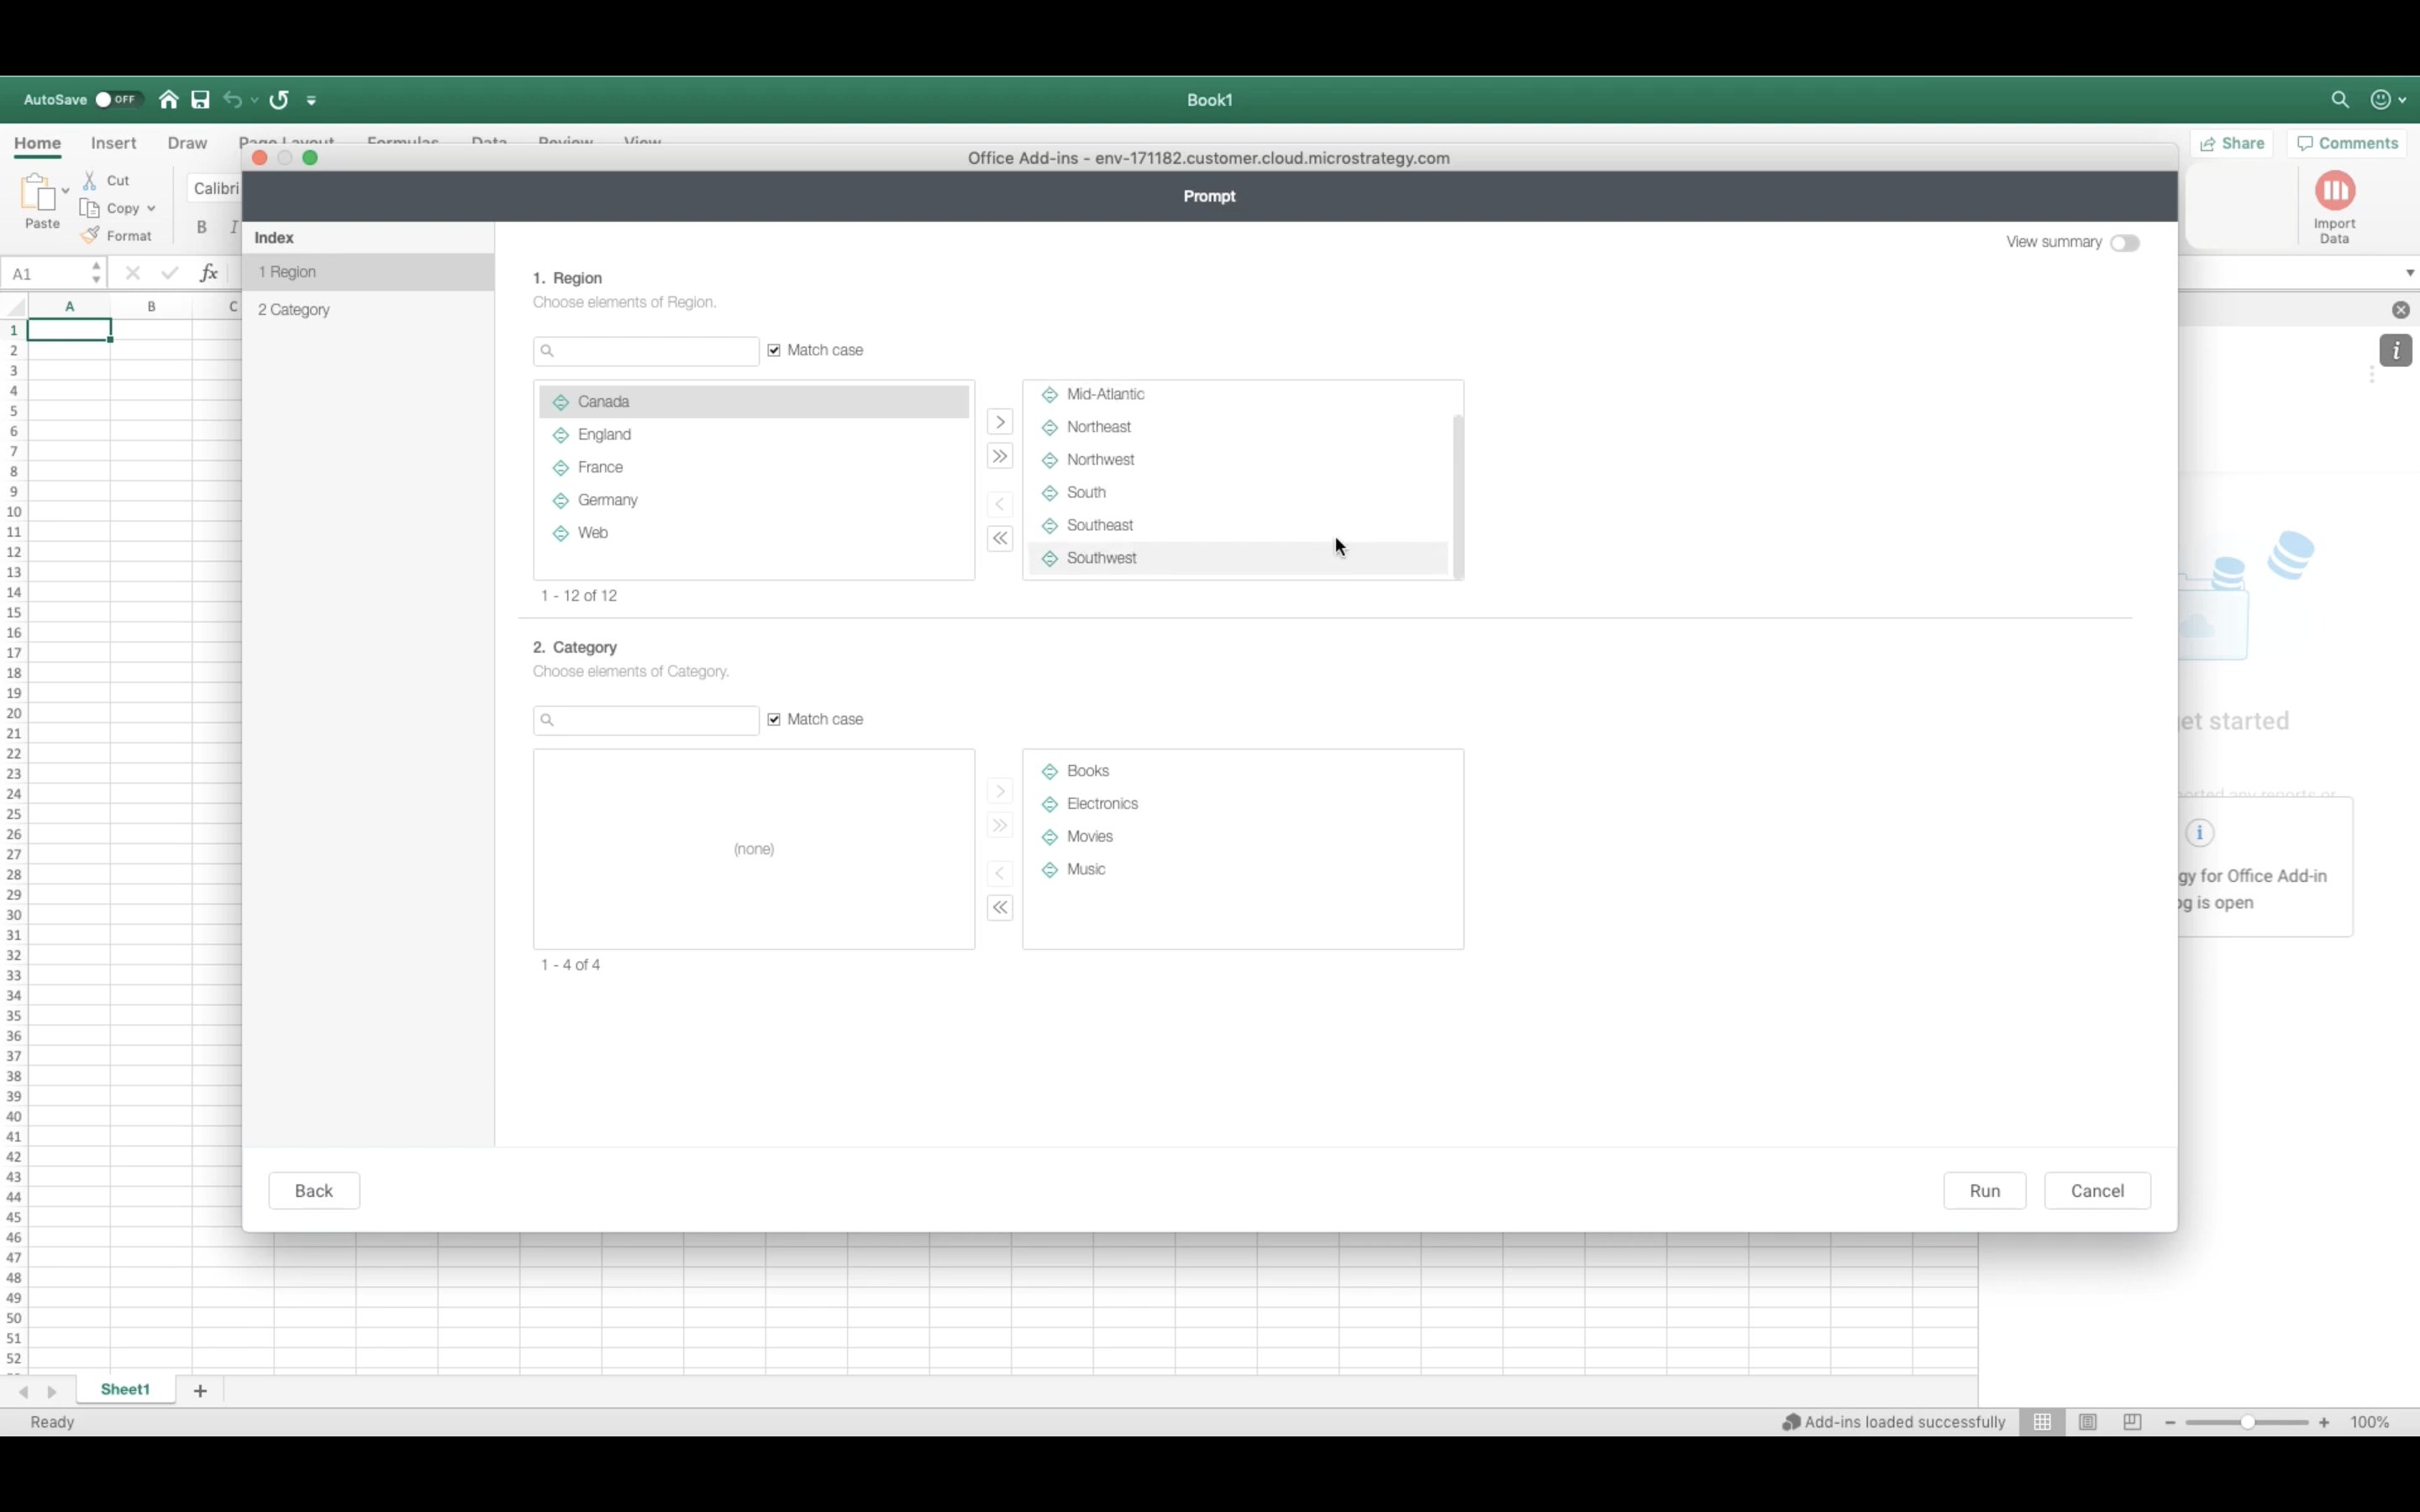 AutoSave OFF
Book1
Home Insert Draw Page Layout Formulas Data Review View
Share Comments
Office Add-ins - env-171182.customer.cloud.microstrategy.com
Cut
Calibri
Copy
Paste
Format
B I
Import
Data
Prompt
Index
1 Region
2 Category
View summary
A1
fx
A B C
1. Region
Choose elements of Region.
Match case
Canada
England
France
Germany
Web
Mid-Atlantic
Northeast
Northwest
South
Southeast
Southwest
1 - 12 of 12
2. Category
Choose elements of Category.
Match case
(none)
Books
Electronics
Movies
Music
1 - 4 of 4
Back
Run
Cancel
1
2
3
4
5
6
7
8
9
10
11
12
13
14
15
16
17
18
19
20
21
22
23
24
25
26
27
28
29
30
31
32
33
34
35
36
37
38
39
40
41
42
43
44
45
46
47
48
49
50
51
52
et started
gy for Office Add-in
og is open
Sheet1
Ready
Add-ins loaded successfully
100%